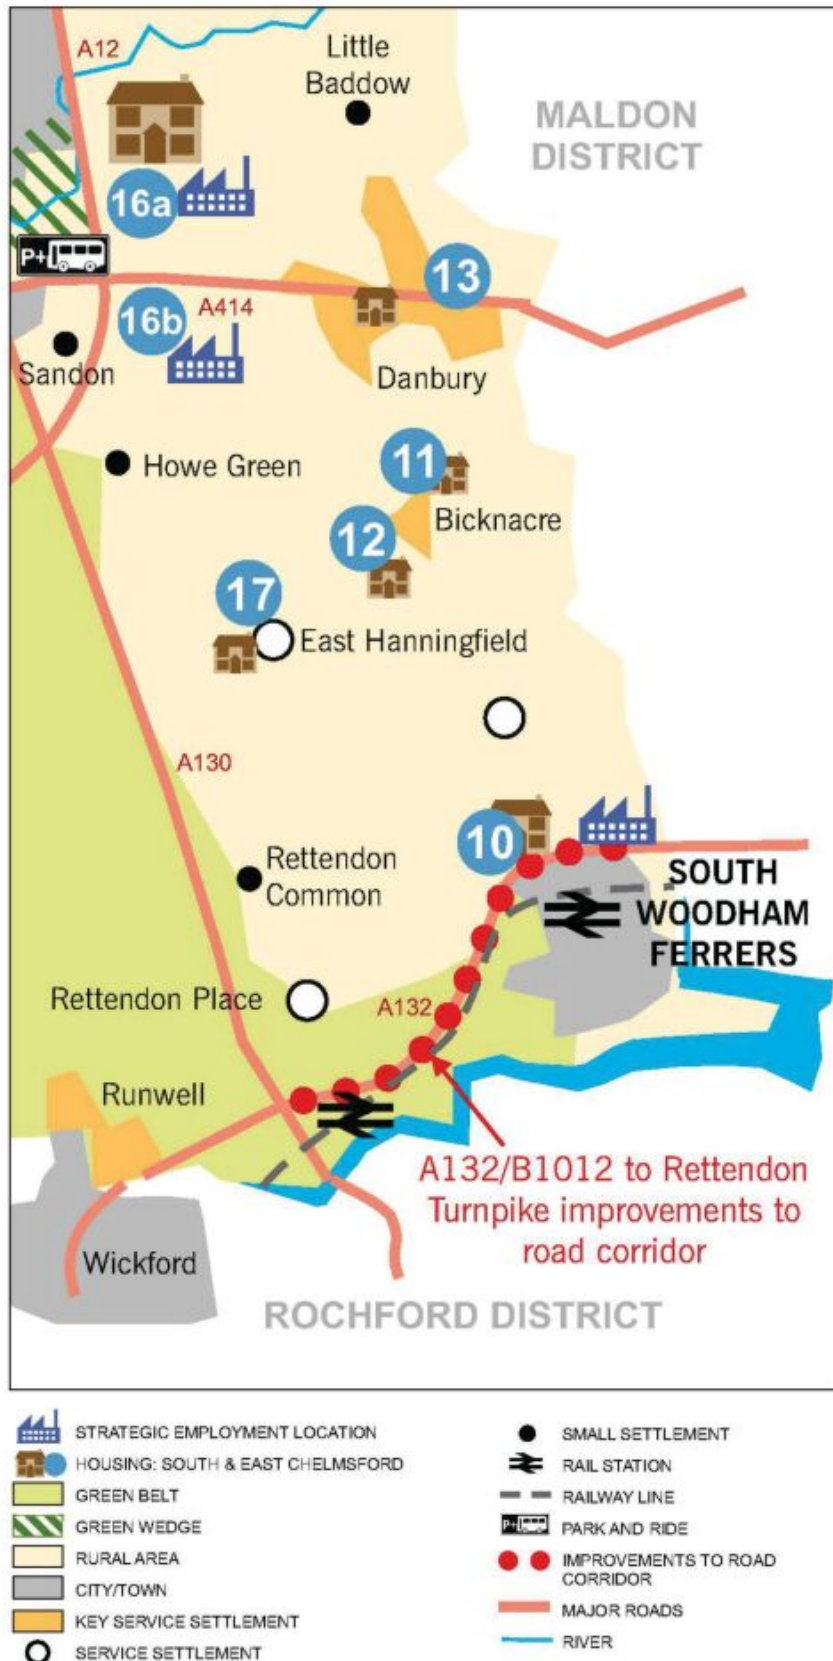 A12
Little
Baddow
MALDON
DISTRICT
16a
P+
13
16b
A414
Sandon
Danbury
Howe Green
11
Bicknacre
12
17
East Hanningfield
A130
10
Rettendon
Common
SOUTH
WOODHAM
FERRERS
Rettendon Place
A132
Runwell
A132/B1012 to Rettendon
Turnpike improvements to
road corridor
Wickford
ROCHFORD DISTRICT
STRATEGIC EMPLOYMENT LOCATION
HOUSING: SOUTH & EAST CHELMSFORD
GREEN BELT
GREEN WEDGE
RURAL AREA
CITY/TOWN
KEY SERVICE SETTLEMENT
SERVICE SETTLEMENT
SMALL SETTLEMENT
RAIL STATION
RAILWAY LINE
P+
PARK AND RIDE
IMPROVEMENTS TO ROAD
CORRIDOR
MAJOR ROADS
RIVER